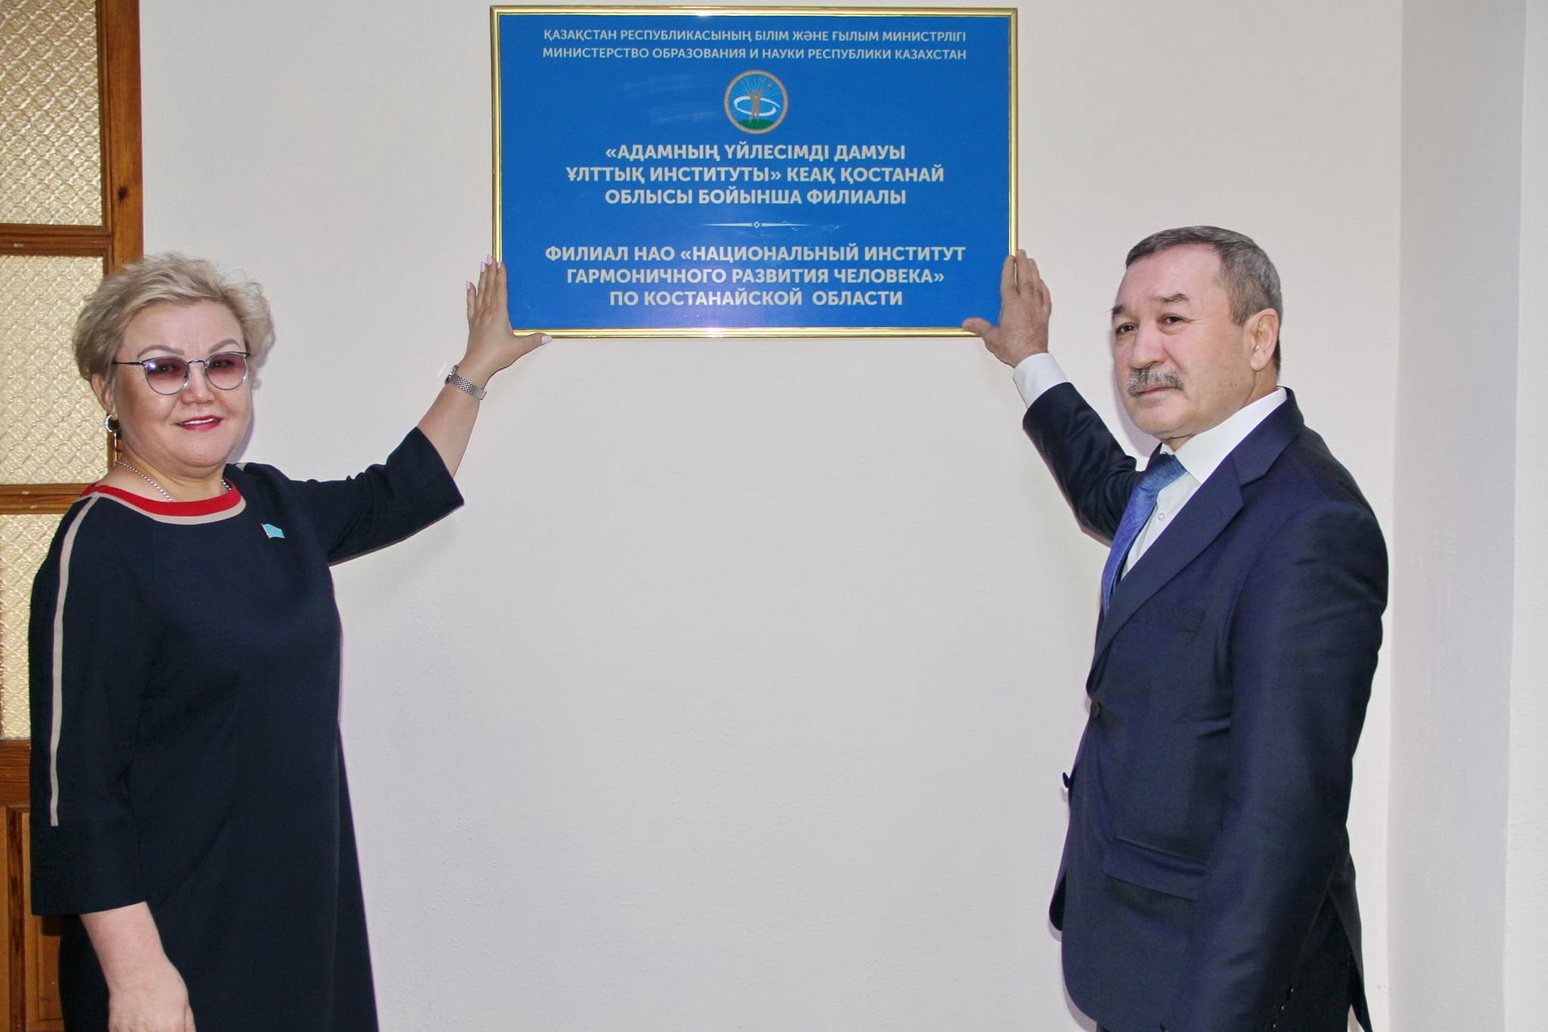 ҚАЗАҚСТАН РЕСПУБЛИКАСЫНЫҢ БІЛІМ ЖӘНЕ ҒЫЛЫМ МИНИСТРЛІГІ
МИНИСТЕРСТВО ОБРАЗОВАНИЯ И НАУКИ РЕСПУБЛИКИ КАЗАХСТАН
«АДАМНЫҢ ҮЙЛЕСІМДІ ДАМУЫ
ҰЛТТЫҚ ИНСТИТУТЫ» КЕАҚ ҚОСТАНАЙ
ОБЛЫСЫ БОЙЫНША ФИЛИАЛЫ
ФИЛИАЛ НАО «НАЦИОНАЛЬНЫЙ ИНСТИТУТ
ГАРМОНИЧНОГО РАЗВИТИЯ ЧЕЛОВЕКА»
ПО КОСТАНАЙСКОЙ ОБЛАСТИ